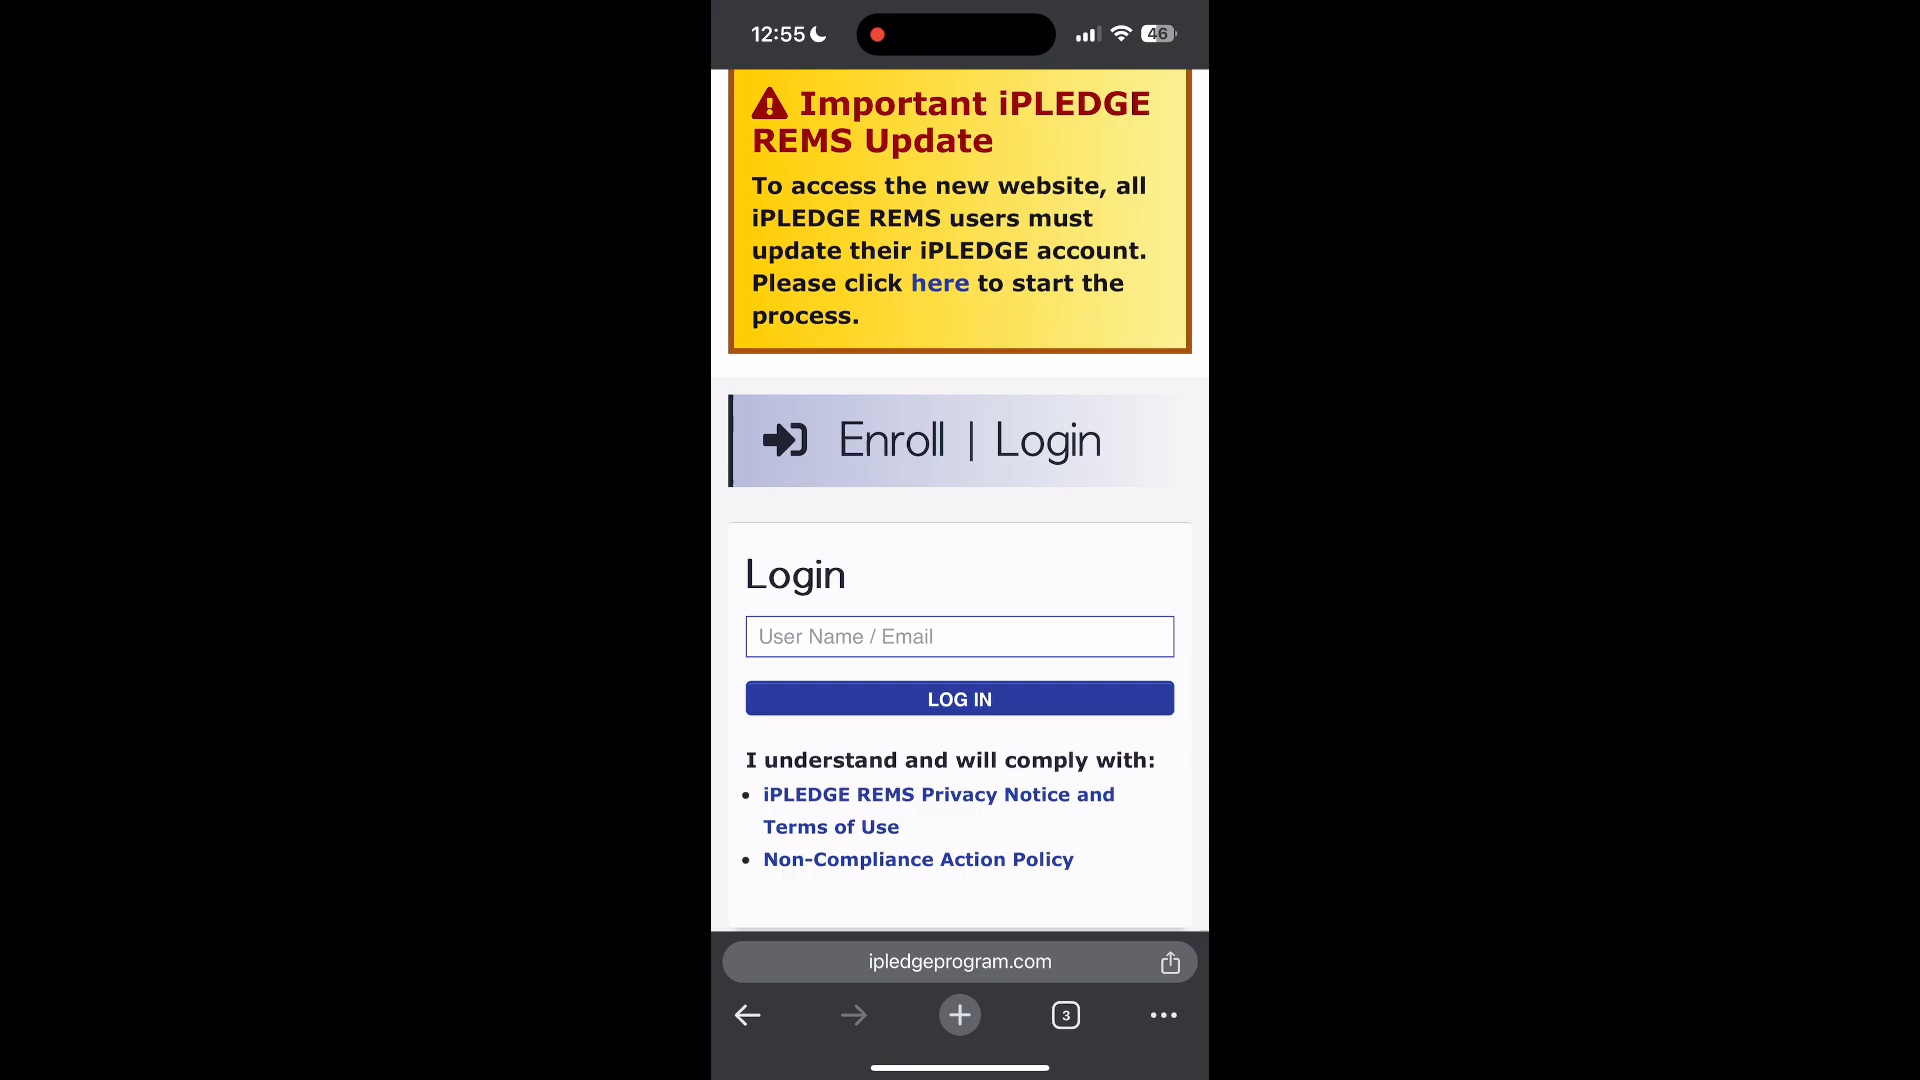 12:55
46
Important iPLEDGE
REMS Update
To access the new website, all
iPLEDGE REMS users must
update their iPLEDGE account.
Please click here to start the
process.
Enroll | Login
Login
User Name / Email
LOG IN
I understand and will comply with:
• iPLEDGE REMS Privacy Notice and
Terms of Use
• Non-Compliance Action Policy
ipledgeprogram.com
3